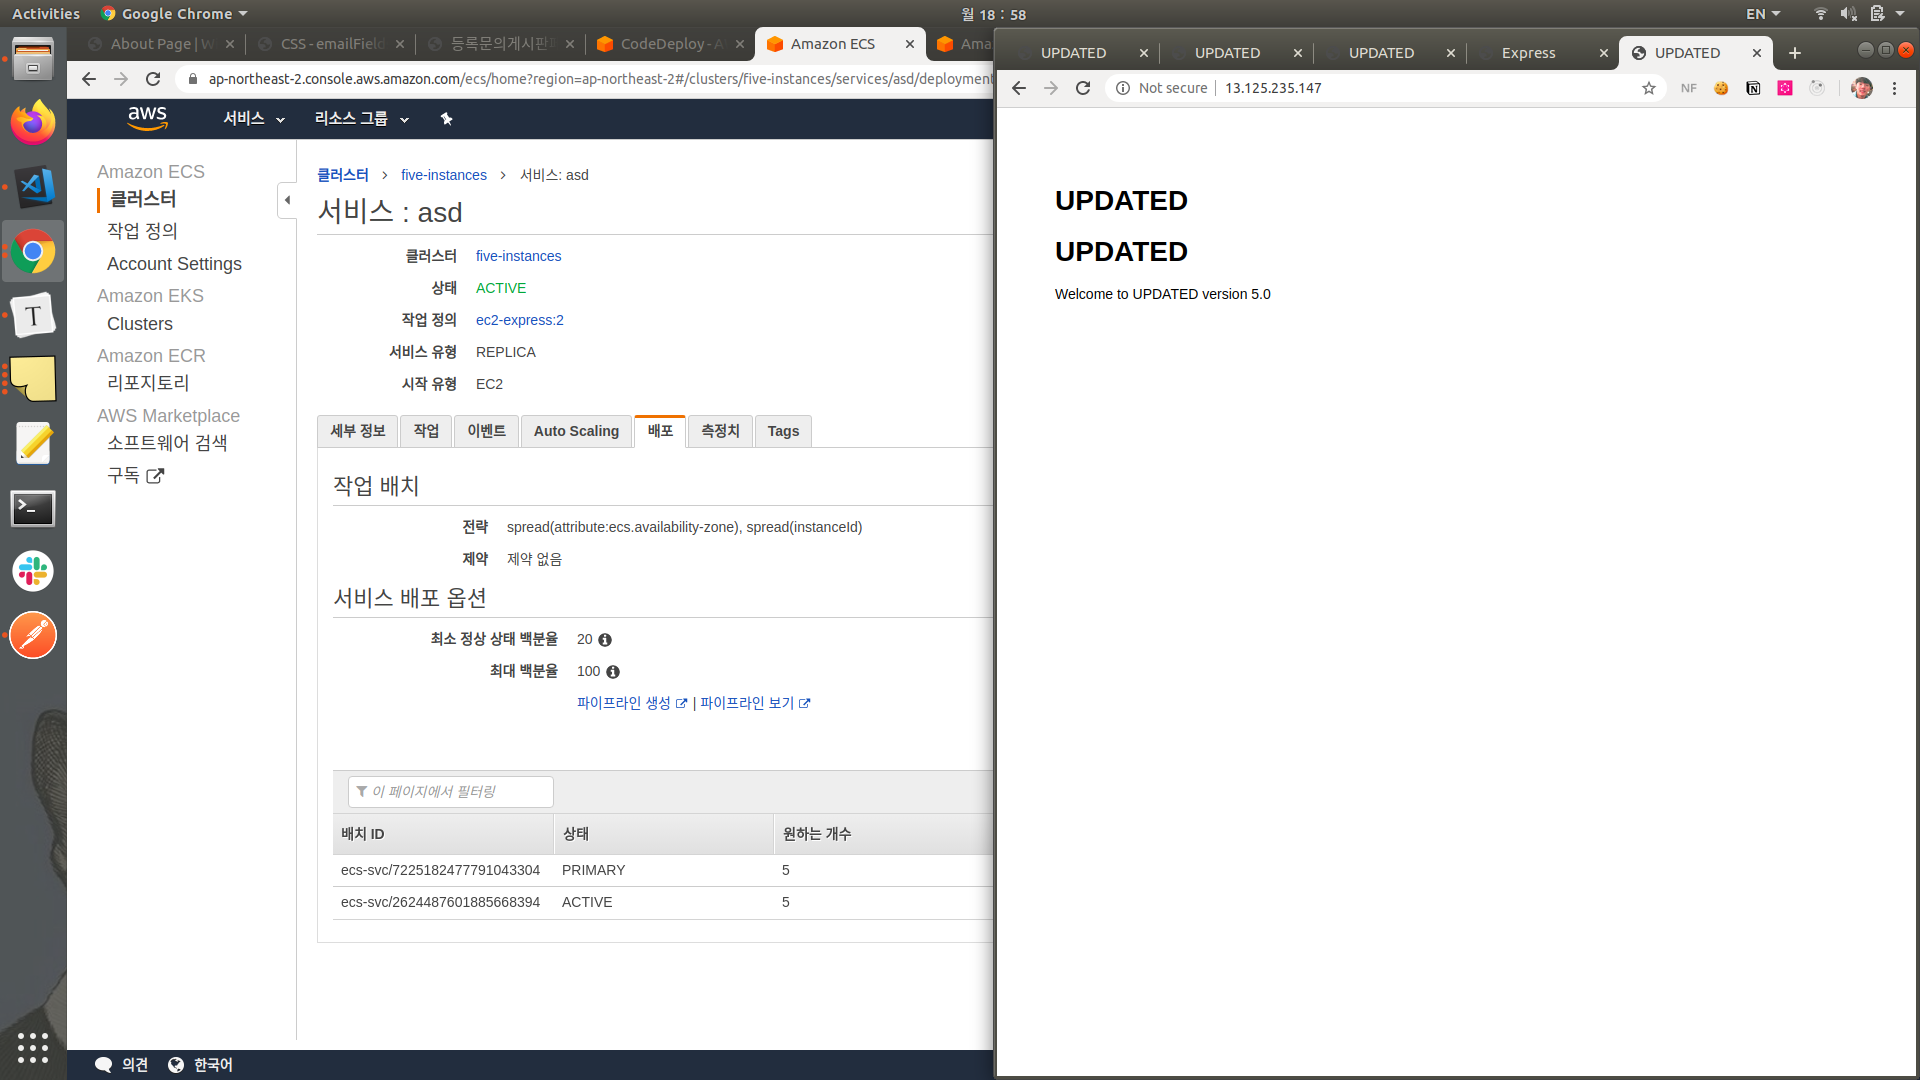 Activities
Google Chrome
월 18 : 58
EN
About Page | W
CSS - emailField
등록문의게시판
CodeDeploy - A
Amazon ECS
Ama
ap-northeast-2.console.aws.amazon.com/ecs/home?region=ap-northeast-2#/clusters/five-instances/services/asd/deployment
aws
서비스
리소스 그룹
Amazon ECS
클러스터
작업 정의
Account Settings
Amazon EKS
Clusters
Amazon ECR
리포지토리
AWS Marketplace
소프트웨어 검색
구독
클러스터
five-instances
서비스: asd
서비스 : asd
클러스터 five-instances
상태 ACTIVE
작업 정의 ec2-express:2
서비스 유형 REPLICA
시작 유형 EC2
세부 정보
작업
이벤트
Auto Scaling
배포
측정치
Tags
작업 배치
전략 spread(attribute:ecs.availability-zone), spread(instanceId)
제약 제약 없음
서비스 배포 옵션
최소 정상 상태 백분율 20
최대 백분율 100
파이프라인 생성 | 파이프라인 보기
이 페이지에서 필터링
배치 ID 상태 원하는 개수
ecs-svc/7225182477791043304 PRIMARY 5
ecs-svc/2624487601885668394 ACTIVE 5
의견
한국어
UPDATED
UPDATED
UPDATED
Express
UPDATED
Not secure
13.125.235.147
NF
UPDATED
UPDATED
Welcome to UPDATED version 5.0